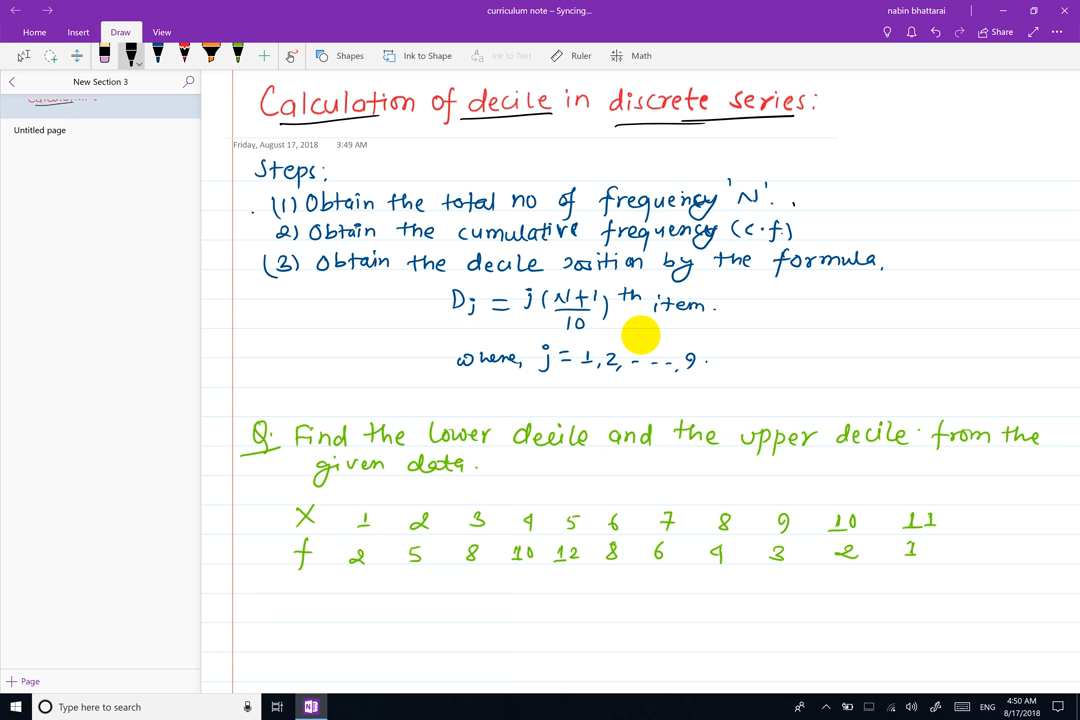 curriculum note – Syncing...
nabin bhattarai
Home Insert Draw View
Share
Shapes Ink to Shape Ink to Text Ruler Math
New Section 3
Untitled page
Calculation of decile in discrete series:
Friday, August 17, 2018 3:49 AM
Steps:
(1) Obtain the total no of frequency 'N'.
2) Obtain the cumulative frequency (c.f.)
(3) Obtain the decile position by the formula.
Dj = j(N+1/10)th item.
where, j = 1, 2, ----, 9.
Q. Find the lower decile and the upper decile from the
given data.
X 1 2 3 4 5 6 7 8 9 10 11
f 2 5 8 10 12 8 6 4 3 2 1
+ Page
Type here to search
ENG
4:50 AM
8/17/2018